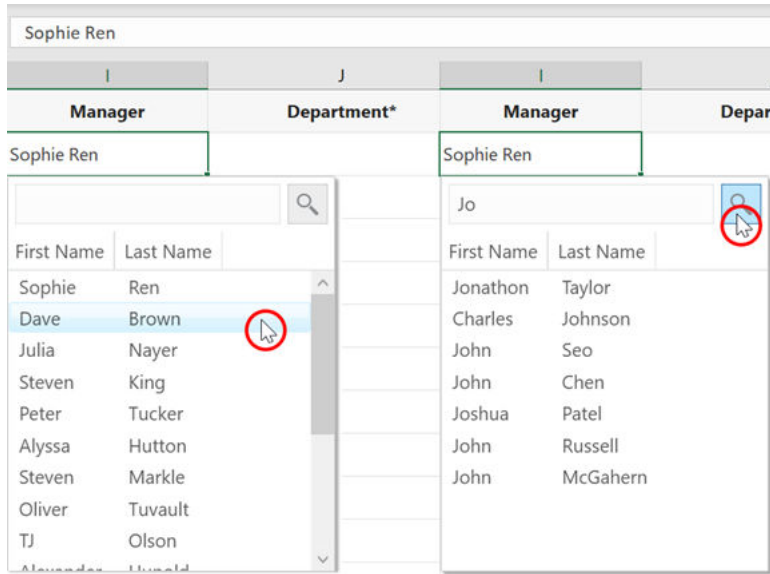 Sophie Ren
I J I
Manager Department* Manager Depar
Sophie Ren Sophie Ren
Jo
First Name Last Name First Name Last Name
Sophie Ren Jonathon Taylor
Dave Brown Charles Johnson
Julia Nayer John Seo
Steven King John Chen
Peter Tucker Joshua Patel
Alyssa Hutton John Russell
Steven Markle John McGahern
Oliver Tuvault
TJ Olson